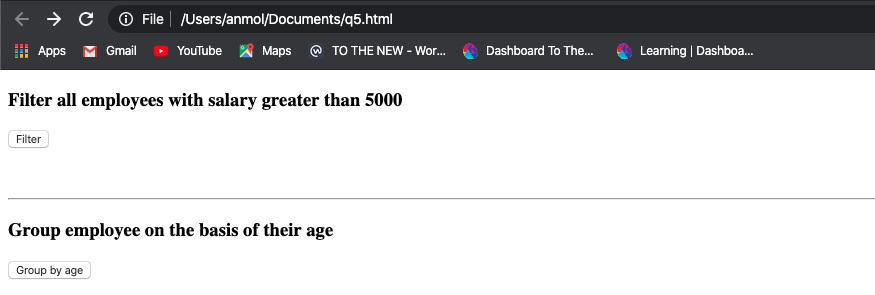 File /Users/anmol/Documents/q5.html
Apps Gmail YouTube Maps TO THE NEW - Wor... Dashboard To The... Learning | Dashboa...
Filter all employees with salary greater than 5000
Filter
Group employee on the basis of their age
Group by age